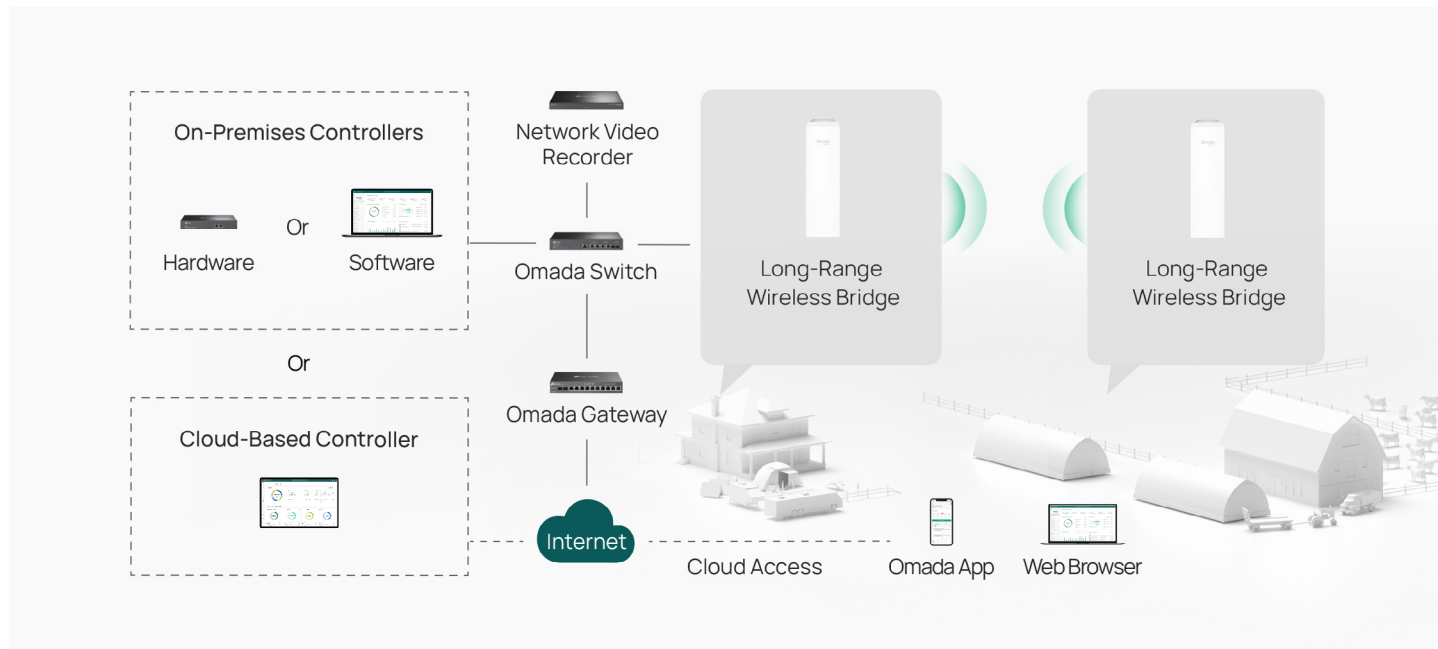 On-Premises Controllers
Hardware
Or
Software
Network Video
Recorder
Omada Switch
Long-Range
Wireless Bridge
Long-Range
Wireless Bridge
Or
Omada Gateway
Cloud-Based Controller
Internet
Cloud Access
Omada App
Web Browser